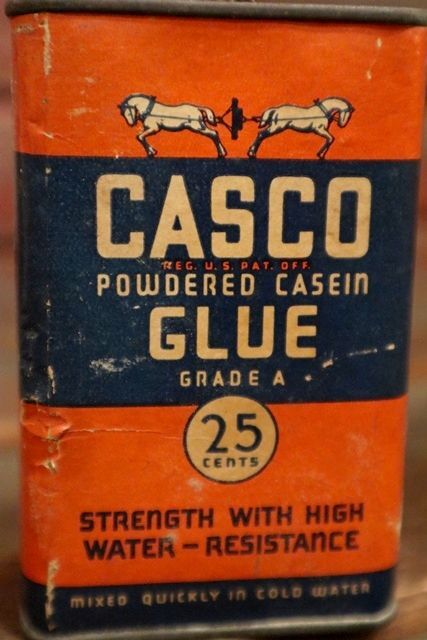 CASCO
REG. U.S. PAT. OFF.
POWDERED CASEIN
GLUE
GRADE A
25
CENTS
STRENGTH WITH HIGH
WATER-RESISTANCE
MIXED QUICKLY IN COLD WATER